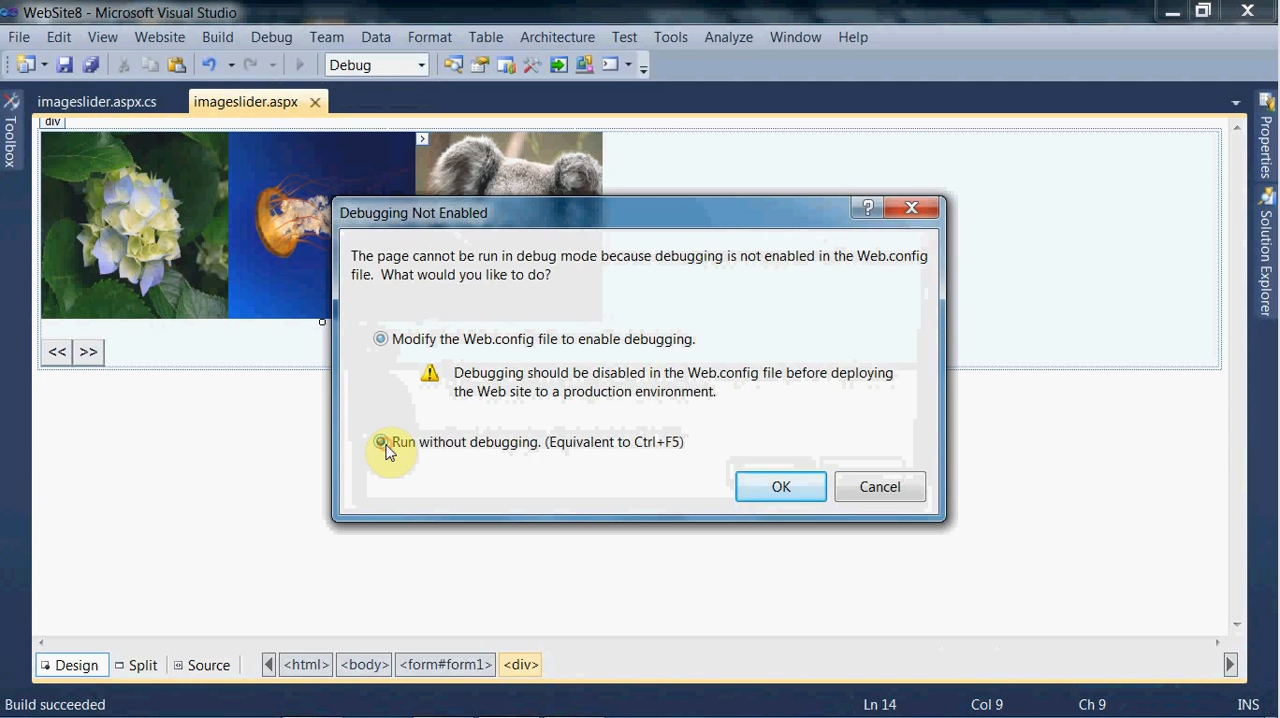 WebSite8 - Microsoft Visual Studio
File Edit View Website Build Debug Team Data Format Table Architecture Test Tools Analyze Window Help
Debug
imageslider.aspx.cs imageslider.aspx
Toolbox
div
Properties
Solution Explorer
Debugging Not Enabled
The page cannot be run in debug mode because debugging is not enabled in the Web.config
file. What would you like to do?
Modify the Web.config file to enable debugging.
Debugging should be disabled in the Web.config file before deploying
the Web site to a production environment.
<< >>
Run without debugging. (Equivalent to Ctrl+F5)
OK Cancel
Design Split Source <html> <body> <form#form1> <div>
Build succeeded Ln 14 Col 9 Ch 9 INS